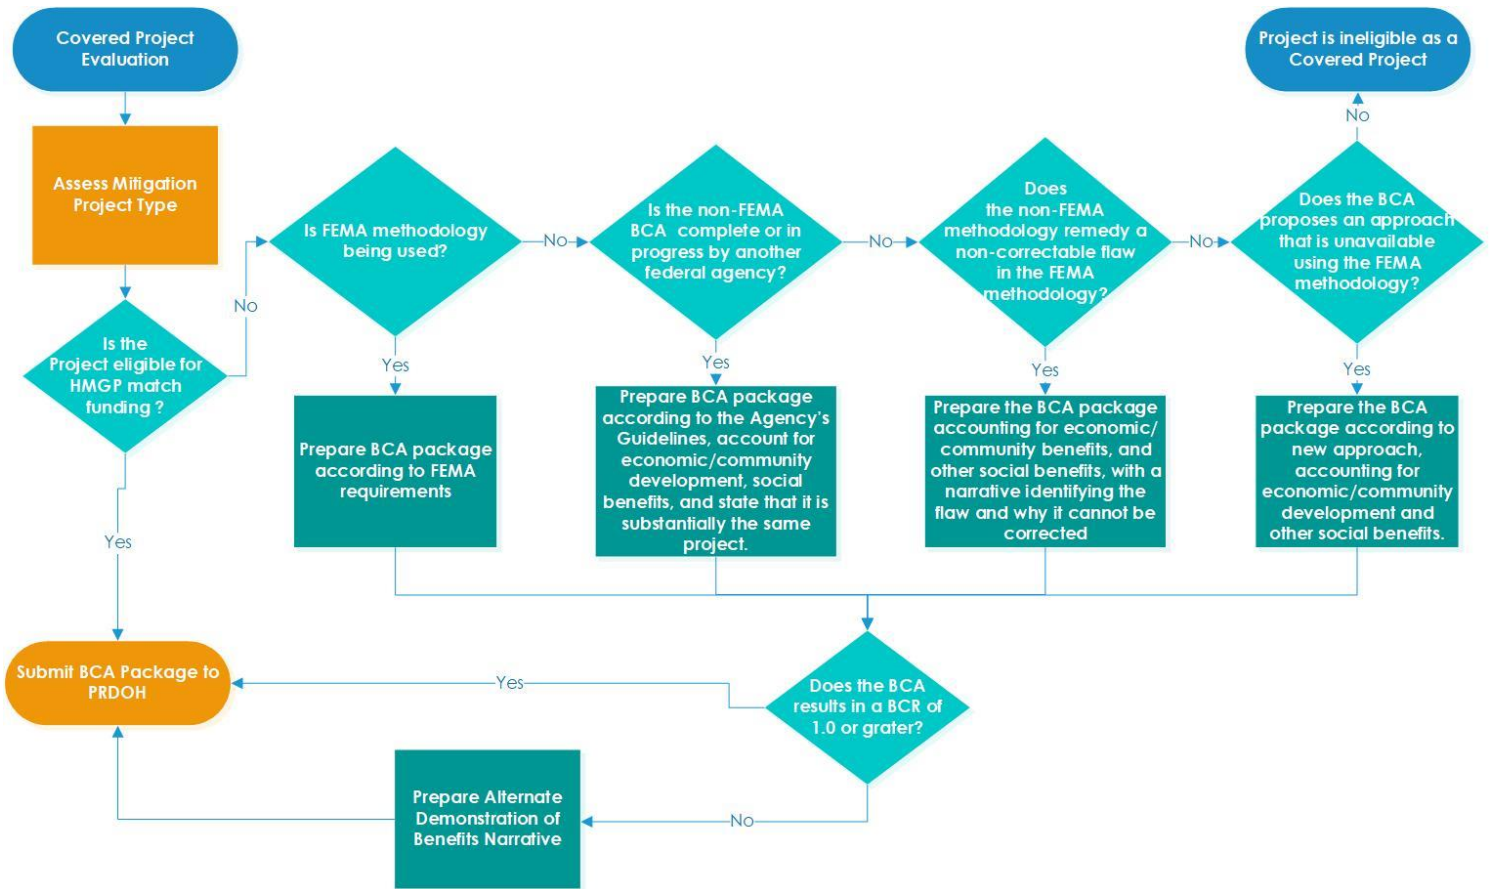 Covered Project
Evaluation
Assess Mitigation
Project Type
Is the
Project eligible for
HMGP match
funding ?
No
Yes
Is FEMA methodology
being used?
No
Yes
Prepare BCA package
according to FEMA
requirements
Is the non-FEMA
BCA complete or in
progress by another
federal agency?
No
Yes
Prepare BCA package
according to the Agency's
Guidelines, account for
economic/community
development, social
benefits, and state that it is
substantially the same
project.
Does
the non-FEMA
methodology remedy a
non-correctable flaw
in the FEMA
methodology?
No
Yes
Prepare the BCA package
accounting for economic/
community benefits, and
other social benefits, with a
narrative identifying the
flaw and why it cannot be
corrected
Does the BCA
proposes an approach
that is unavailable
using the FEMA
methodology?
No
Project is ineligible as a
Covered Project
Yes
Prepare the BCA
package according to
new approach,
accounting for
economic/community
development and
other social benefits.
Does the BCA
results in a BCR of
1.0 or grater?
Yes
No
Prepare Alternate
Demonstration of
Benefits Narrative
Submit BCA Package to
PRDOH